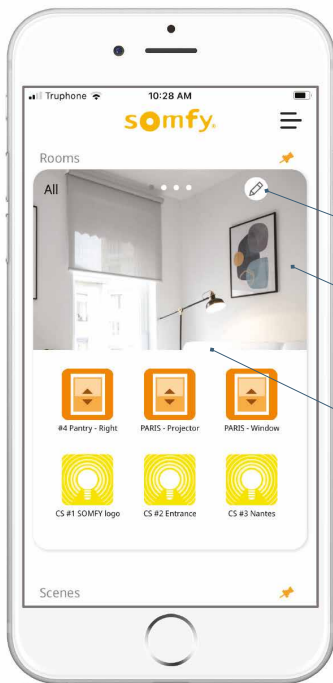 Truphone 10:28 AM
somfy.
Rooms
All
#4 Pantry - Right PARIS - Projector PARIS - Window
CS #1 SOMFY logo CS #2 Entrance CS #3 Nantes
Scenes